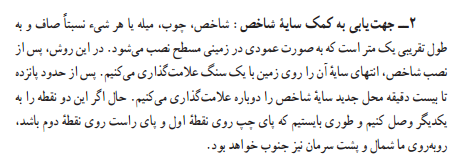 ۲ــ جهت‌یابی به کمک سایهٔ شاخص : شاخص، چوب، میله یا هر شیء نسبتاً صاف و به
طول تقریبی یک متر است که به صورت عمودی در زمینی مسطح نصب می‌شود. در این روش، پس از
نصب شاخص، انتهای سایهٔ آن را روی زمین با یک سنگ علامت‌گذاری می‌کنیم. پس از حدود پانزده
تا بیست دقیقه محل جدید سایهٔ شاخص را دوباره علامت‌گذاری می‌کنیم. حال اگر این دو نقطه را به
یکدیگر وصل کنیم و طوری بایستیم که پای چپ روی نقطهٔ اول و پای راست روی نقطهٔ دوم باشد،
روبه‌روی ما شمال و پشت سرمان نیز جنوب خواهد بود.